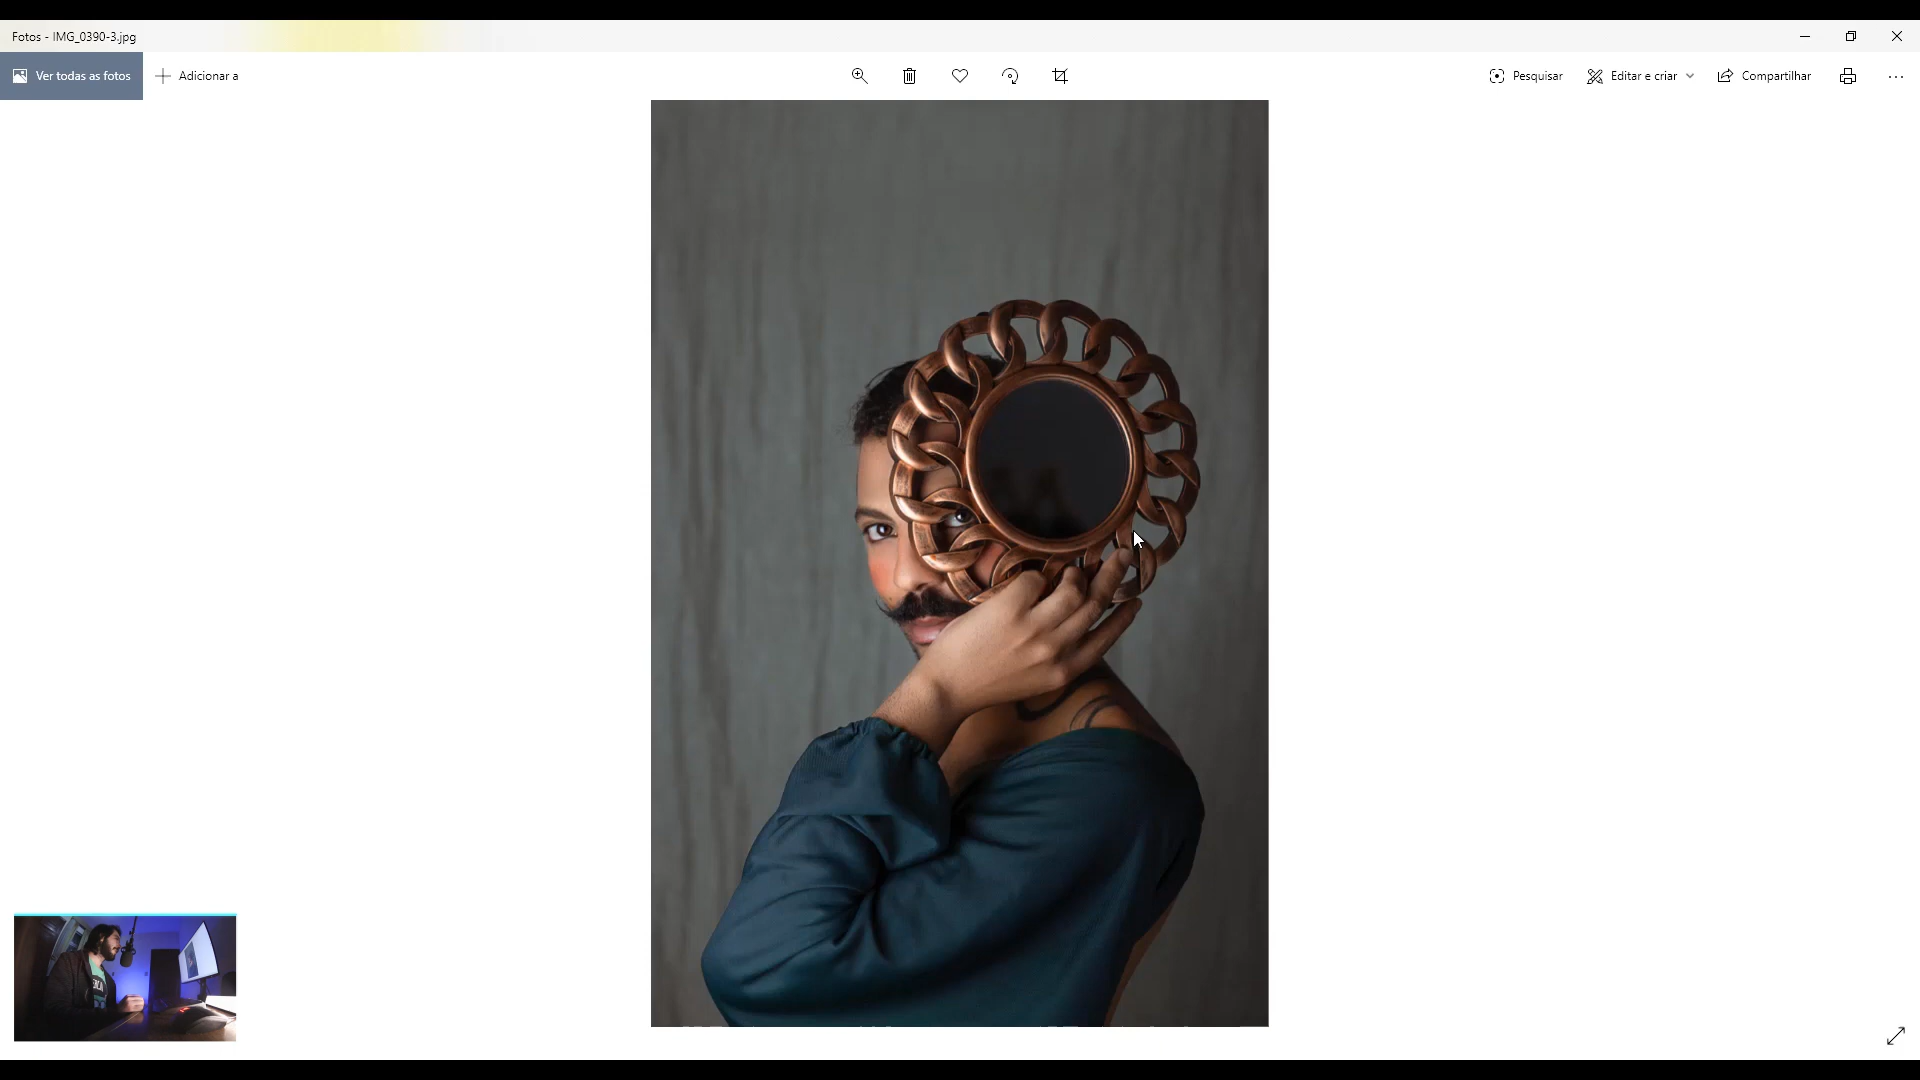 Fotos - IMG_0390-3.jpg
Ver todas as fotos
Adicionar a
Pesquisar
Editar e criar
Compartilhar